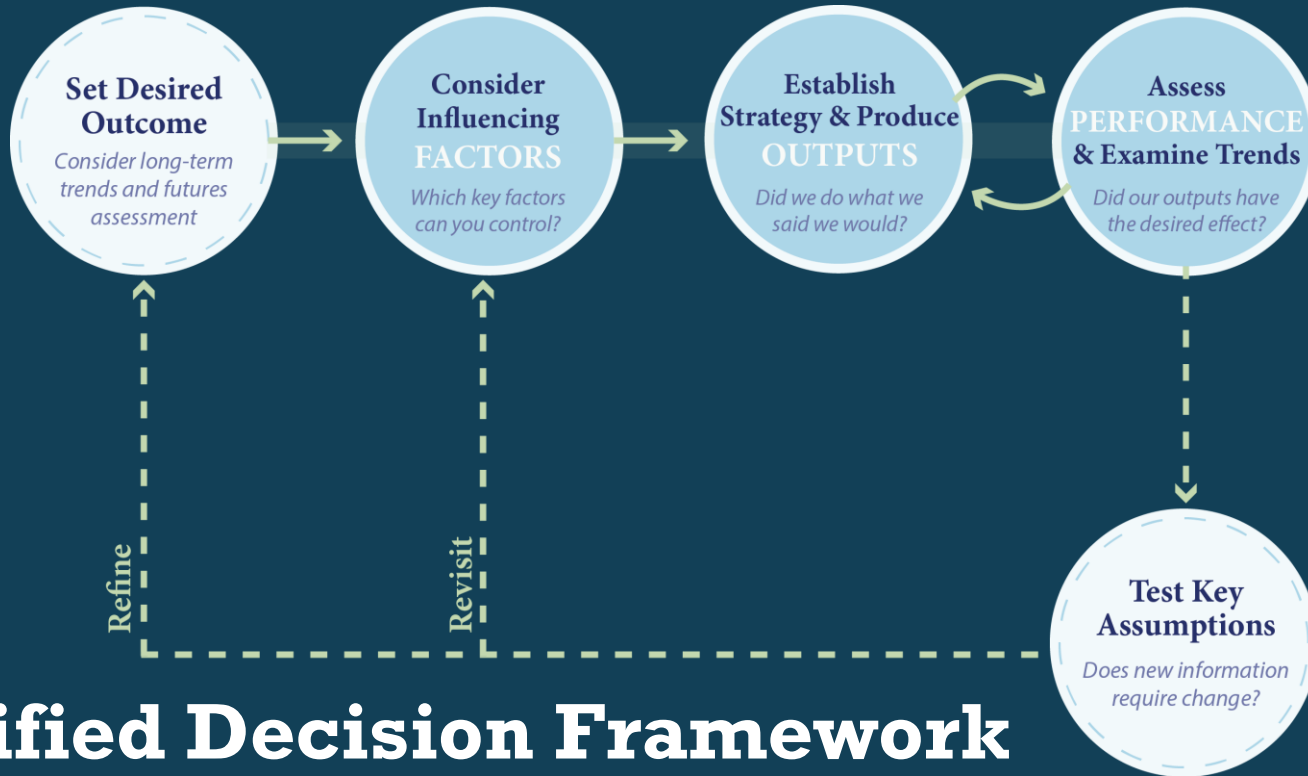 Set Desired
Outcome
Consider long-term
trends and futures
assessment
Consider
Influencing
FACTORS
Which key factors
can you control?
Establish
Strategy & Produce
OUTPUTS
Did we do what we
said we would?
Assess
PERFORMANCE
& Examine Trends
Did our outputs have
the desired effect?
Refine
Revisit
Test Key
Assumptions
Does new information
require change?
ified Decision Framework